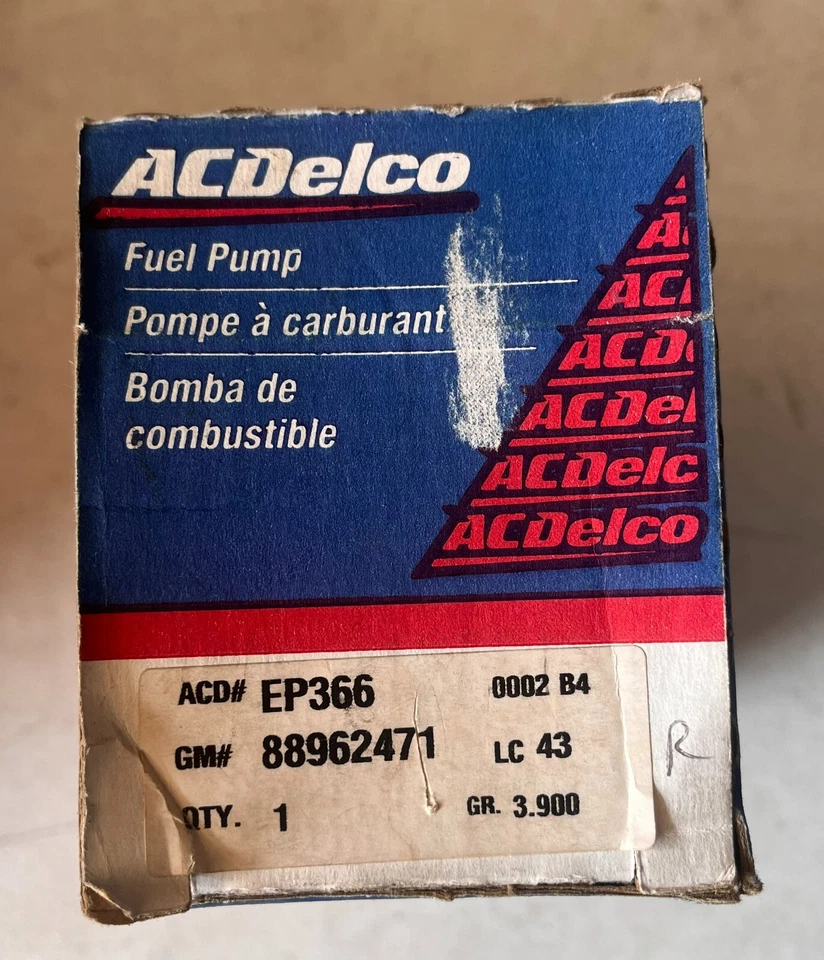 ACDelco
Fuel Pump
Pompe à carburant
Bomba de
combustible
A
AC
ACD
ACDel
ACDelc
ACDelco
ACD# EP366 0002 B4
GM# 88962471 LC 43
QTY. 1 GR. 3.900
R